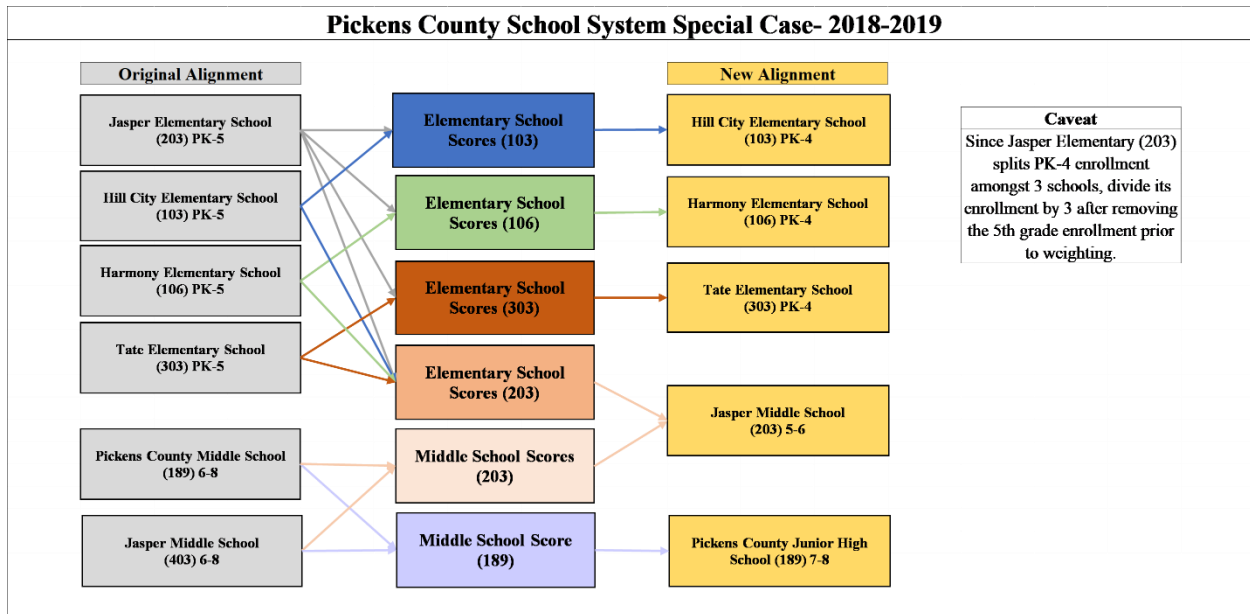 Pickens County School System Special Case- 2018-2019
Original Alignment
Jasper Elementary School
(203) PK-5
Hill City Elementary School
(103) PK-5
Harmony Elementary School
(106) PK-5
Tate Elementary School
(303) PK-5
Pickens County Middle School
(189) 6-8
Jasper Middle School
(403) 6-8
Elementary School
Scores (103)
Elementary School
Scores (106)
Elementary School
Scores (303)
Elementary School
Scores (203)
Middle School Scores
(203)
Middle School Score
(189)
New Alignment
Hill City Elementary School
(103) PK-4
Harmony Elementary School
(106) PK-4
Tate Elementary School
(303) PK-4
Jasper Middle School
(203) 5-6
Pickens County Junior High
School (189) 7-8
Caveat
Since Jasper Elementary (203)
splits PK-4 enrollment
amongst 3 schools, divide its
enrollment by 3 after removing
the 5th grade enrollment prior
to weighting.